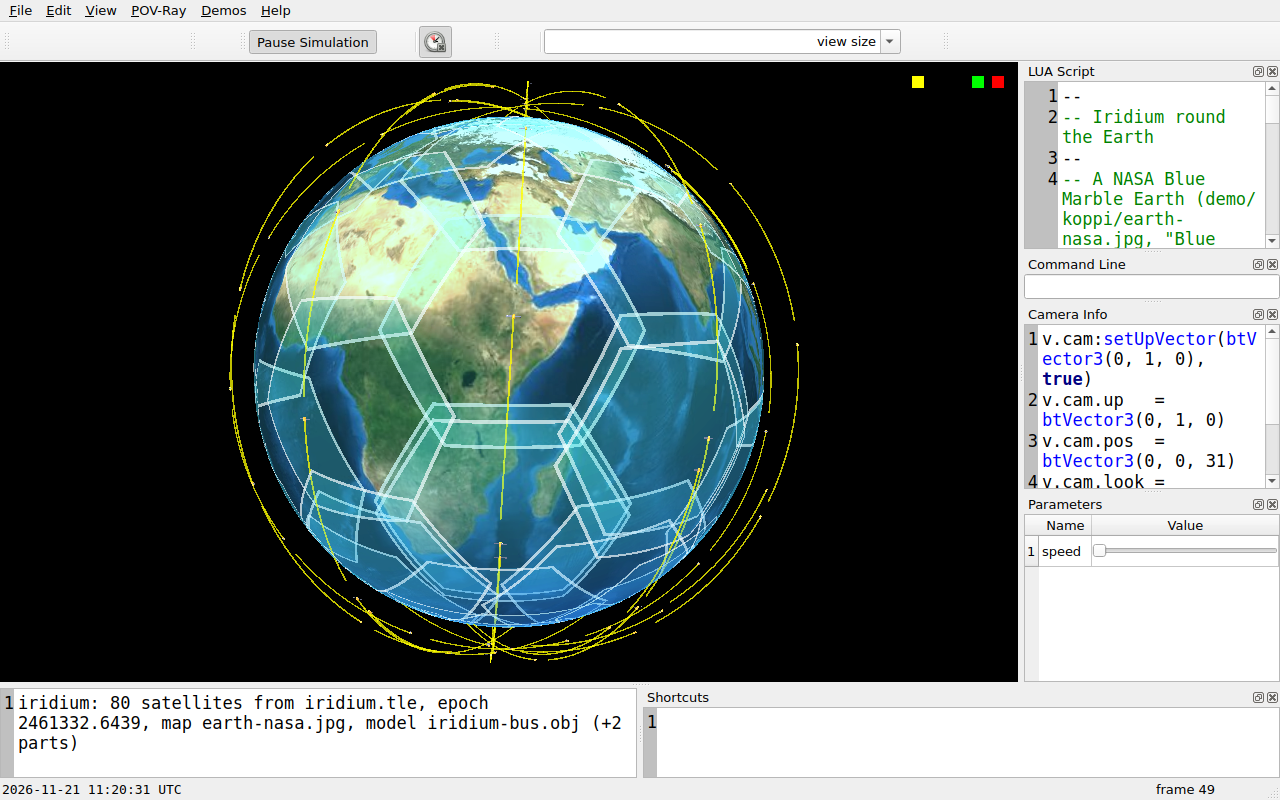 File Edit View POV-Ray Demos Help
Pause Simulation
view size
LUA Script
1 --
2 -- Iridium round
the Earth
3 --
4 -- A NASA Blue
Marble Earth (demo/
koppi/earth-
nasa.jpg, "Blue
Command Line
Camera Info
1 v.cam:setUpVector(btV
ector3(0, 1, 0),
true)
2 v.cam.up   =
btVector3(0, 1, 0)
3 v.cam.pos  =
btVector3(0, 0, 31)
4 v.cam.look =
Parameters
Name Value
1 speed
1 iridium: 80 satellites from iridium.tle, epoch
2461332.6439, map earth-nasa.jpg, model iridium-bus.obj (+2
parts)
Shortcuts
1
2026-11-21 11:20:31 UTC
frame 49